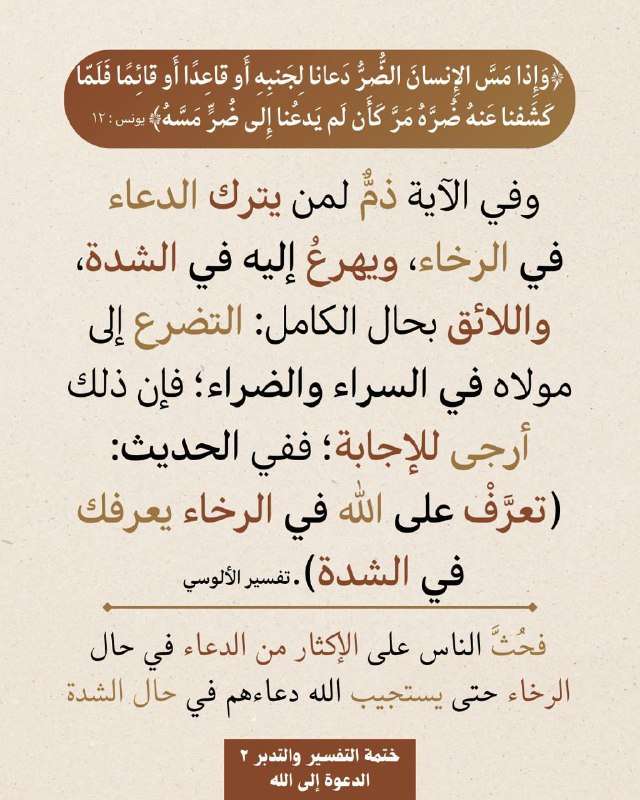 ﴿وَإِذا مَسَّ الإِنسانَ الضُّرُّ دَعانا لِجَنبِهِ أَو قاعِدًا أَو قائِمًا فَلَمّا
كَشَفنا عَنهُ ضُرَّهُ مَرَّ كَأَن لَم يَدعُنا إِلى ضُرٍّ مَسَّهُ﴾ يونس: ١٢
وفي الآية ذمٌّ لمن يترك الدعاء
في الرخاء، ويهرعُ إليه في الشدة،
واللائق بحال الكامل: التضرع إلى
مولاه في السراء والضراء؛ فإن ذلك
أرجى للإجابة؛ ففي الحديث:
(تعرَّفْ على الله في الرخاء يعرفك
في الشدة). تفسير الألوسي
فحُثَّ الناس على الإكثار من الدعاء في حال
الرخاء حتى يستجيب الله دعاءهم في حال الشدة
ختمة التفسير والتدبر ٢
الدعوة إلى الله